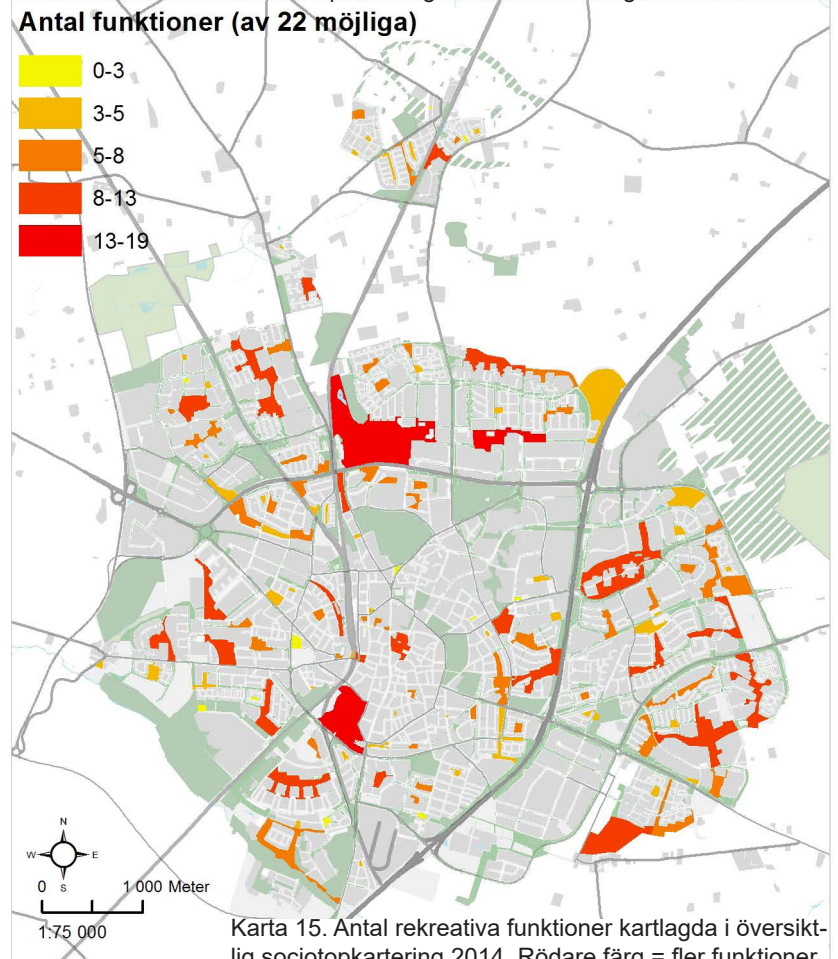 Antal funktioner (av 22 möjliga)
0-3
3-5
5-8
8-13
13-19
N
W E
S
0 1 000 Meter
1:75 000
Karta 15. Antal rekreativa funktioner kartlagda i översikt-
lig sociotopkartering 2014. Rödare färg = fler funktioner